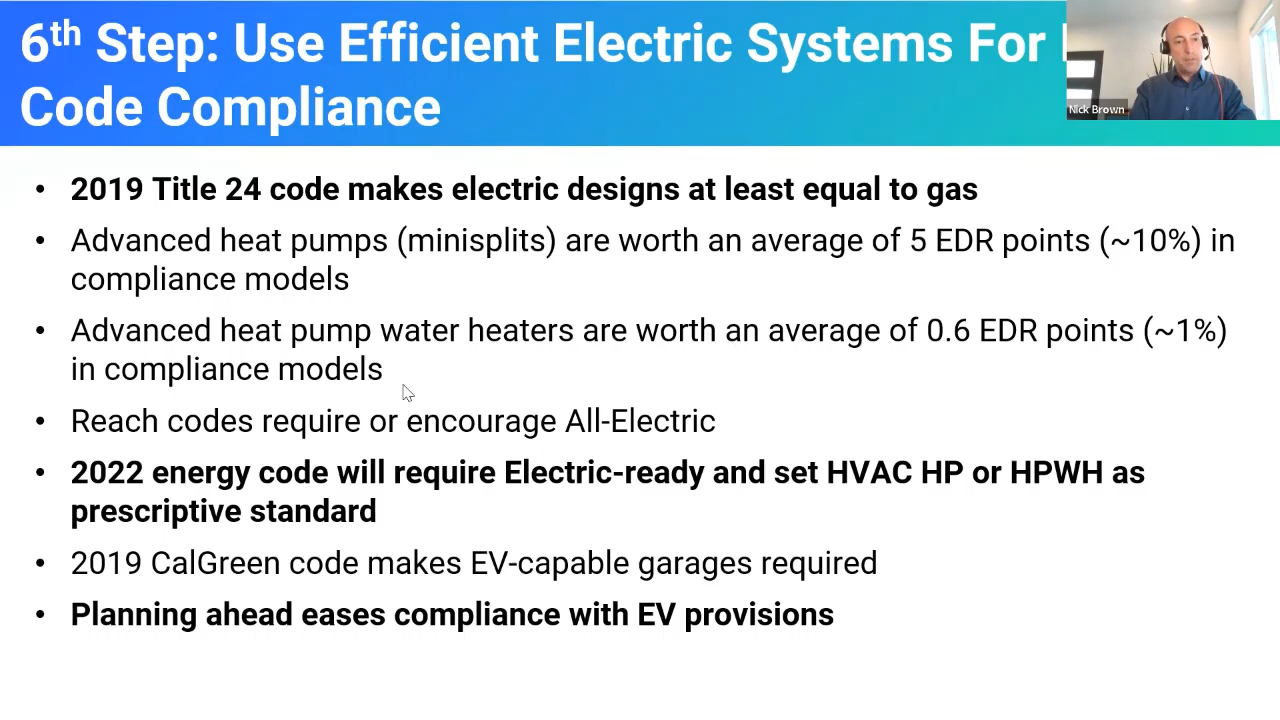 6th Step: Use Efficient Electric Systems For
Code Compliance
Nick Brown
• 2019 Title 24 code makes electric designs at least equal to gas
• Advanced heat pumps (minisplits) are worth an average of 5 EDR points (~10%) in
compliance models
• Advanced heat pump water heaters are worth an average of 0.6 EDR points (~1%)
in compliance models
• Reach codes require or encourage All-Electric
• 2022 energy code will require Electric-ready and set HVAC HP or HPWH as
prescriptive standard
• 2019 CalGreen code makes EV-capable garages required
• Planning ahead eases compliance with EV provisions